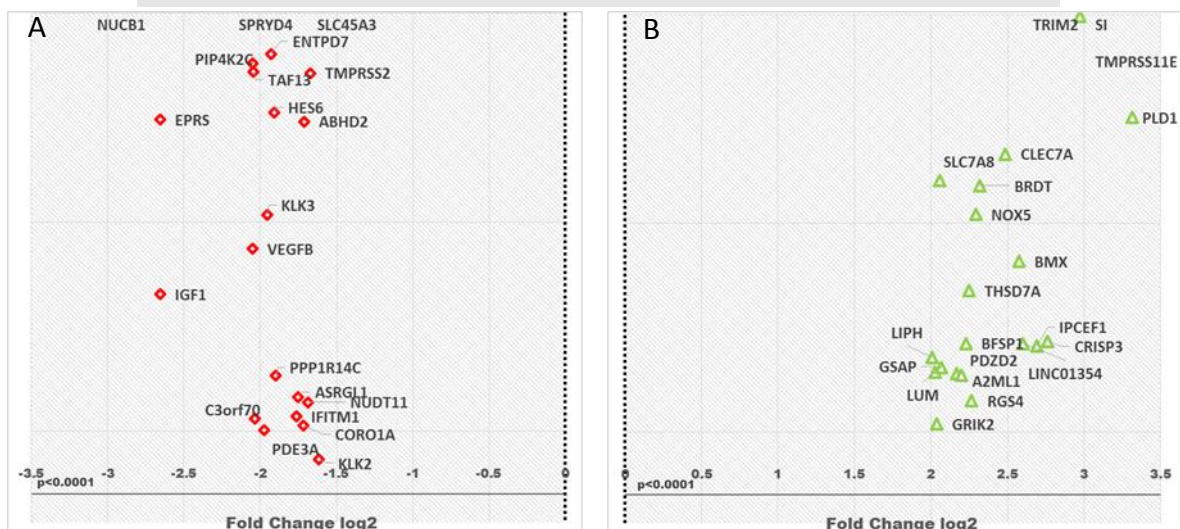 A
NUCB1 SPRYD4 SLC45A3
ENTPD7
PIP4K2C
TAF13 TMPRSS2
HES6
EPRS ABHD2
KLK3
VEGFB
IGF1
PPP1R14C
ASRGL1
NUDT11
C3orf70 IFITM1
CORO1A
PDE3A
KLK2
-3.5 -3 -2.5 -2 -1.5 -1 -0.5 0
p<0.0001
Fold Change log2
B
TRIM2 SI
TMPRSS11E
PLD1
CLEC7A
SLC7A8
BRDT
NOX5
BMX
THSD7A
IPCEF1
LIPH BFSP1 CRISP3
GSAP PDZD2
LINC01354
A2ML1
LUM RGS4
GRIK2
0 0.5 1 1.5 2 2.5 3 3.5
p<0.0001
Fold Change log2